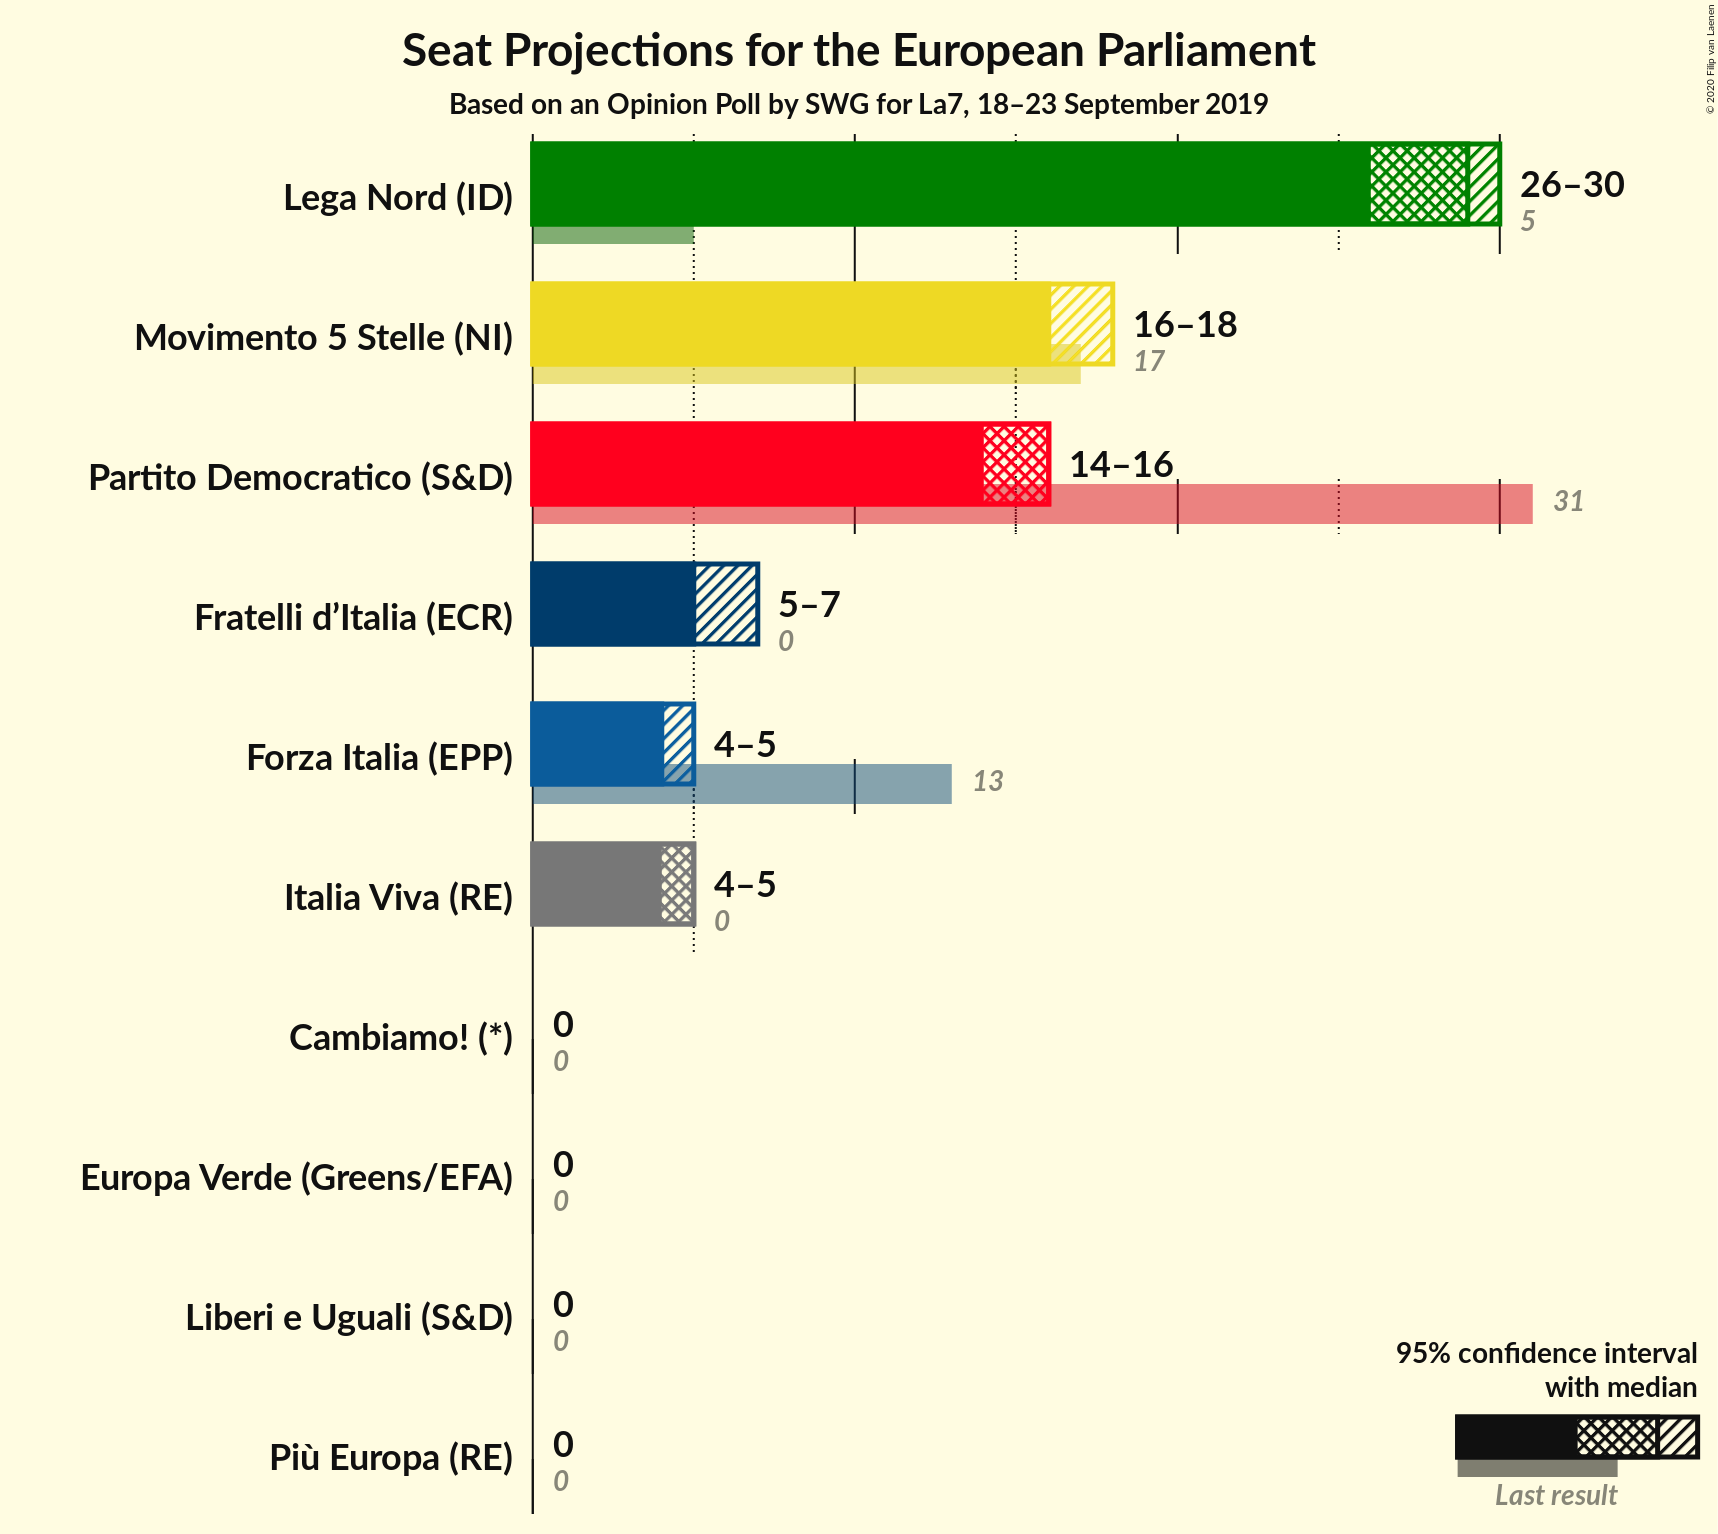 Seat Projections for the European Parliament
Based on an Opinion Poll by SWG for La7, 18–23 September 2019
© 2020 Filip van Laenen
Lega Nord (ID)
26–30
5
Movimento 5 Stelle (NI)
16–18
17
Partito Democratico (S&D)
14–16
31
Fratelli d’Italia (ECR)
5–7
0
Forza Italia (EPP)
4–5
13
Italia Viva (RE)
4–5
0
Cambiamo! (*)
0
0
Europa Verde (Greens/EFA)
0
0
Liberi e Uguali (S&D)
0
0
Più Europa (RE)
0
0
95% confidence interval
with median
Last result